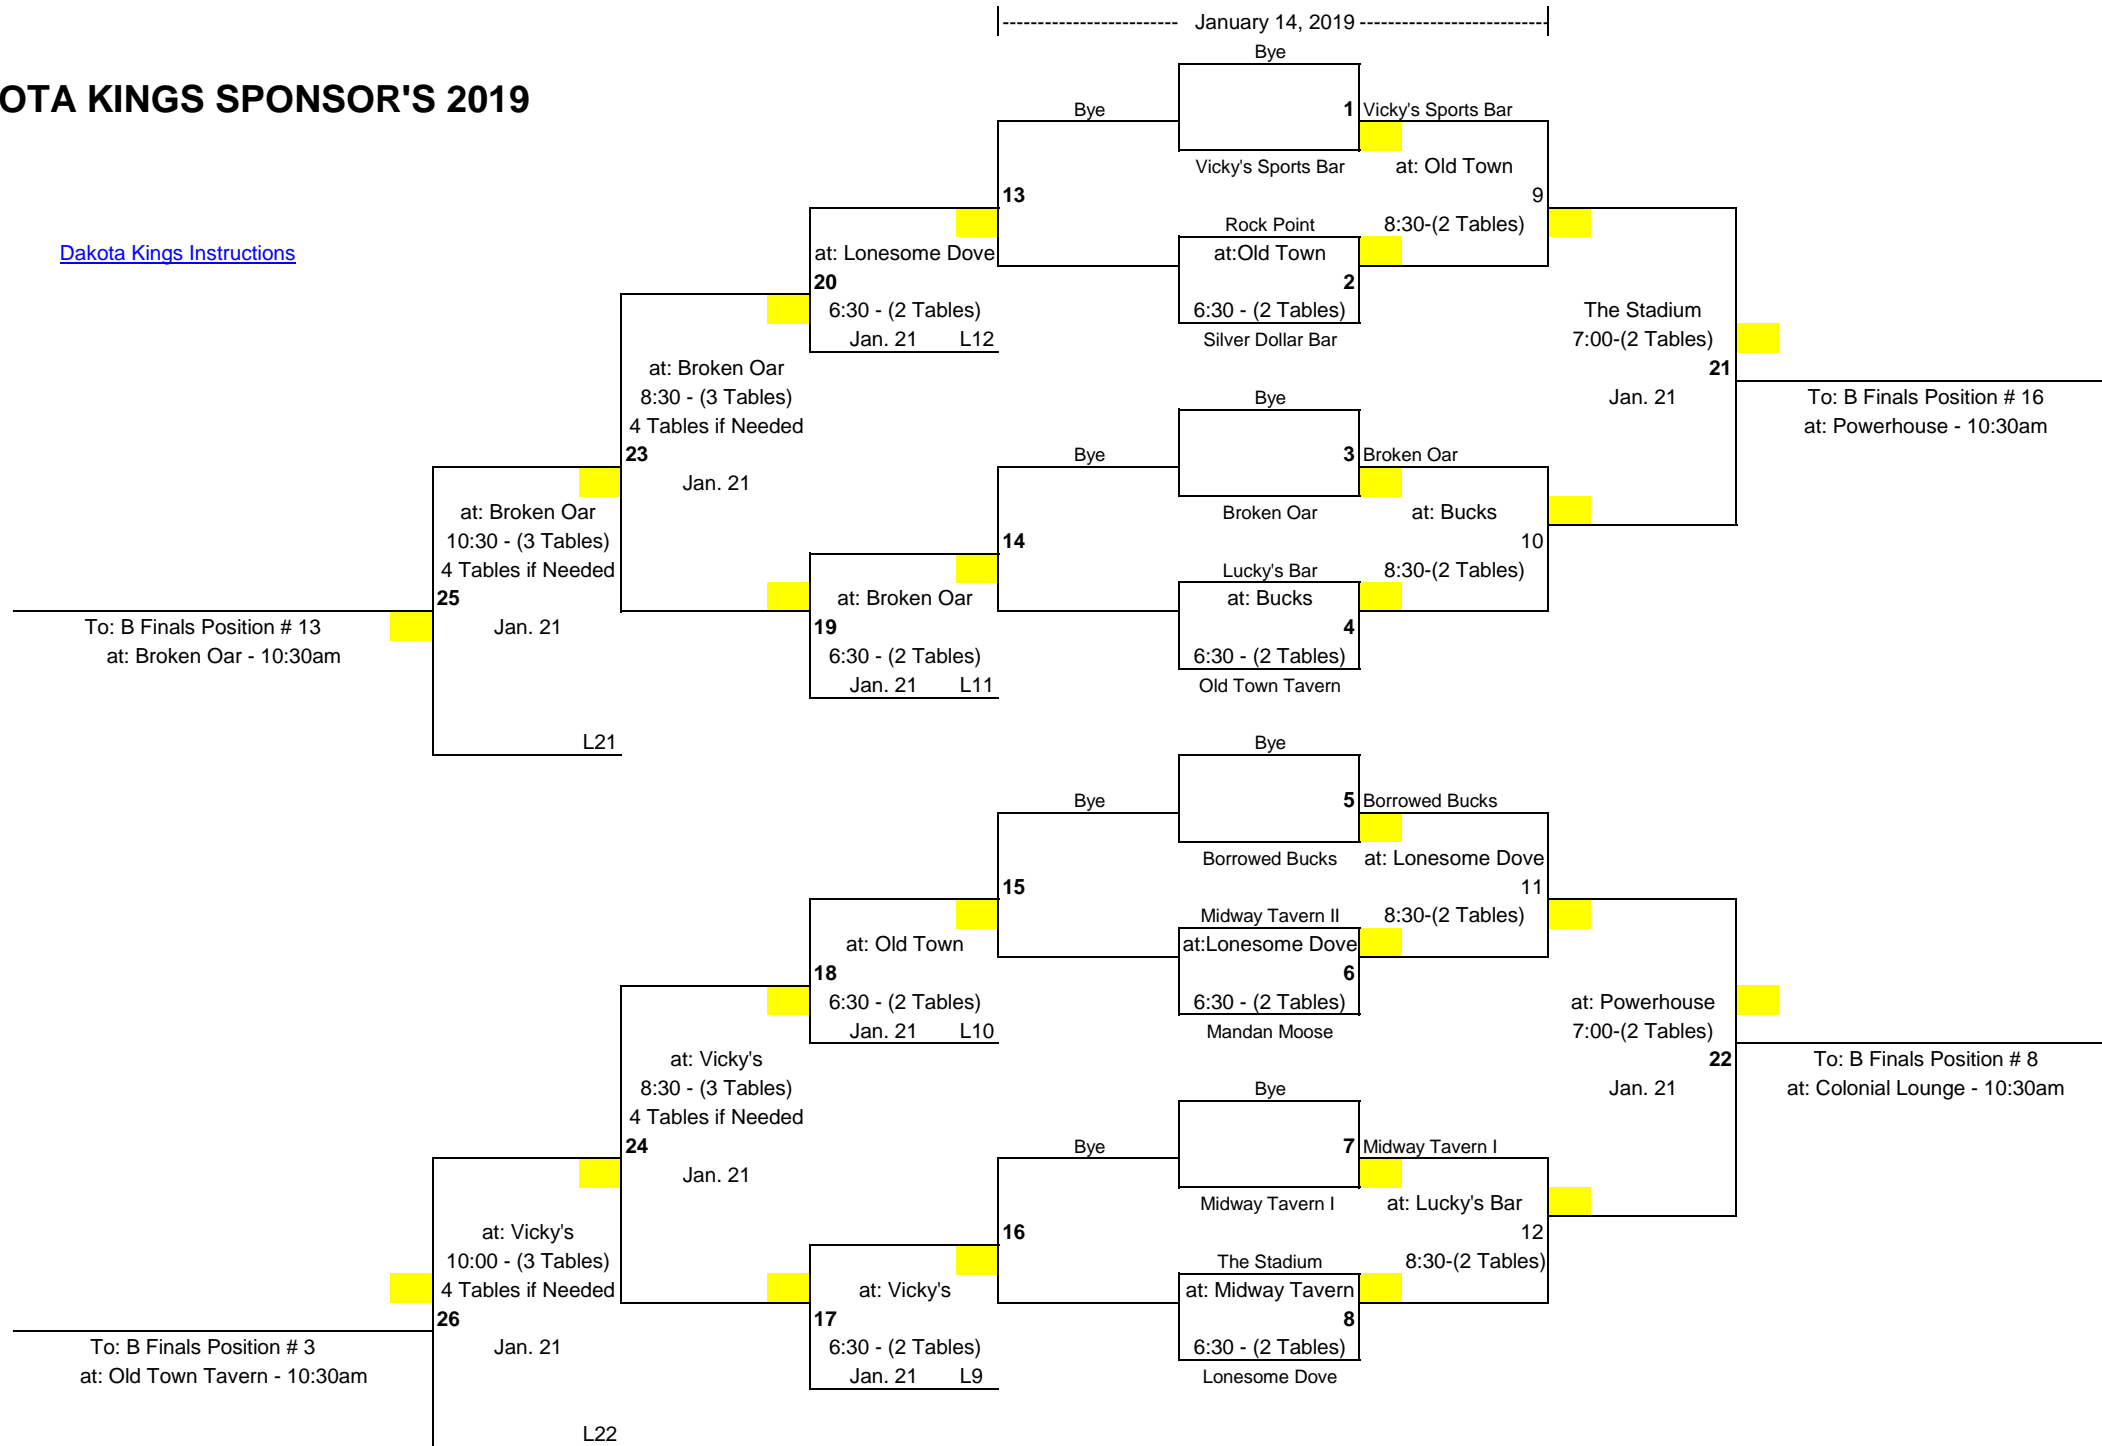 ------------------------- January 14, 2019 ---------------------------
Bye
OTA KINGS SPONSOR'S 2019
Bye
1 Vicky's Sports Bar
Vicky's Sports Bar
at: Old Town
13
9
Rock Point
8:30-(2 Tables)
Dakota Kings Instructions
at: Lonesome Dove
at:Old Town
20
2
6:30 - (2 Tables)
6:30 - (2 Tables)
The Stadium
Jan. 21 L12
Silver Dollar Bar
7:00-(2 Tables)
at: Broken Oar
21
8:30 - (3 Tables)
Bye
Jan. 21
To: B Finals Position # 16
4 Tables if Needed
at: Powerhouse - 10:30am
23
Bye
3 Broken Oar
Jan. 21
at: Broken Oar
Broken Oar
at: Bucks
10:30 - (3 Tables)
14
10
4 Tables if Needed
Lucky's Bar
8:30-(2 Tables)
25
at: Broken Oar
at: Bucks
To: B Finals Position # 13
Jan. 21
19
4
at: Broken Oar - 10:30am
6:30 - (2 Tables)
6:30 - (2 Tables)
Jan. 21 L11
Old Town Tavern
L21
Bye
Bye
5 Borrowed Bucks
Borrowed Bucks
at: Lonesome Dove
15
11
Midway Tavern II
8:30-(2 Tables)
at: Old Town
at:Lonesome Dove
18
6
6:30 - (2 Tables)
6:30 - (2 Tables)
at: Powerhouse
Jan. 21 L10
Mandan Moose
7:00-(2 Tables)
at: Vicky's
22
To: B Finals Position # 8
8:30 - (3 Tables)
Bye
Jan. 21
at: Colonial Lounge - 10:30am
4 Tables if Needed
24
Bye
7 Midway Tavern I
Jan. 21
Midway Tavern I
at: Lucky's Bar
at: Vicky's
16
12
10:00 - (3 Tables)
The Stadium
8:30-(2 Tables)
4 Tables if Needed
at: Vicky's
at: Midway Tavern
26
17
8
To: B Finals Position # 3
Jan. 21
6:30 - (2 Tables)
6:30 - (2 Tables)
at: Old Town Tavern - 10:30am
Jan. 21 L9
Lonesome Dove
L22